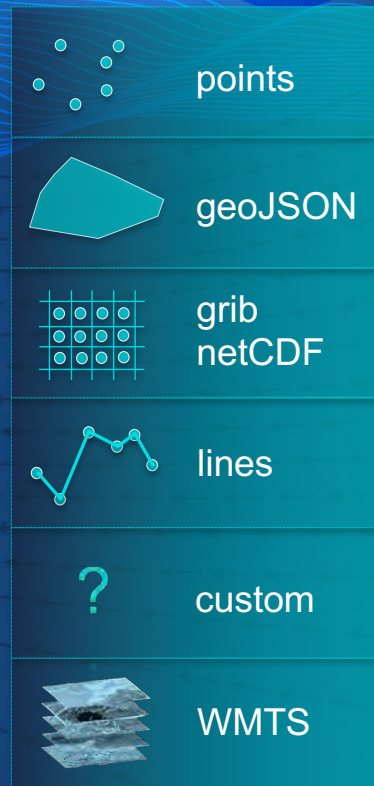 points
geoJSON
grib
netCDF
lines
?
custom
WMTS